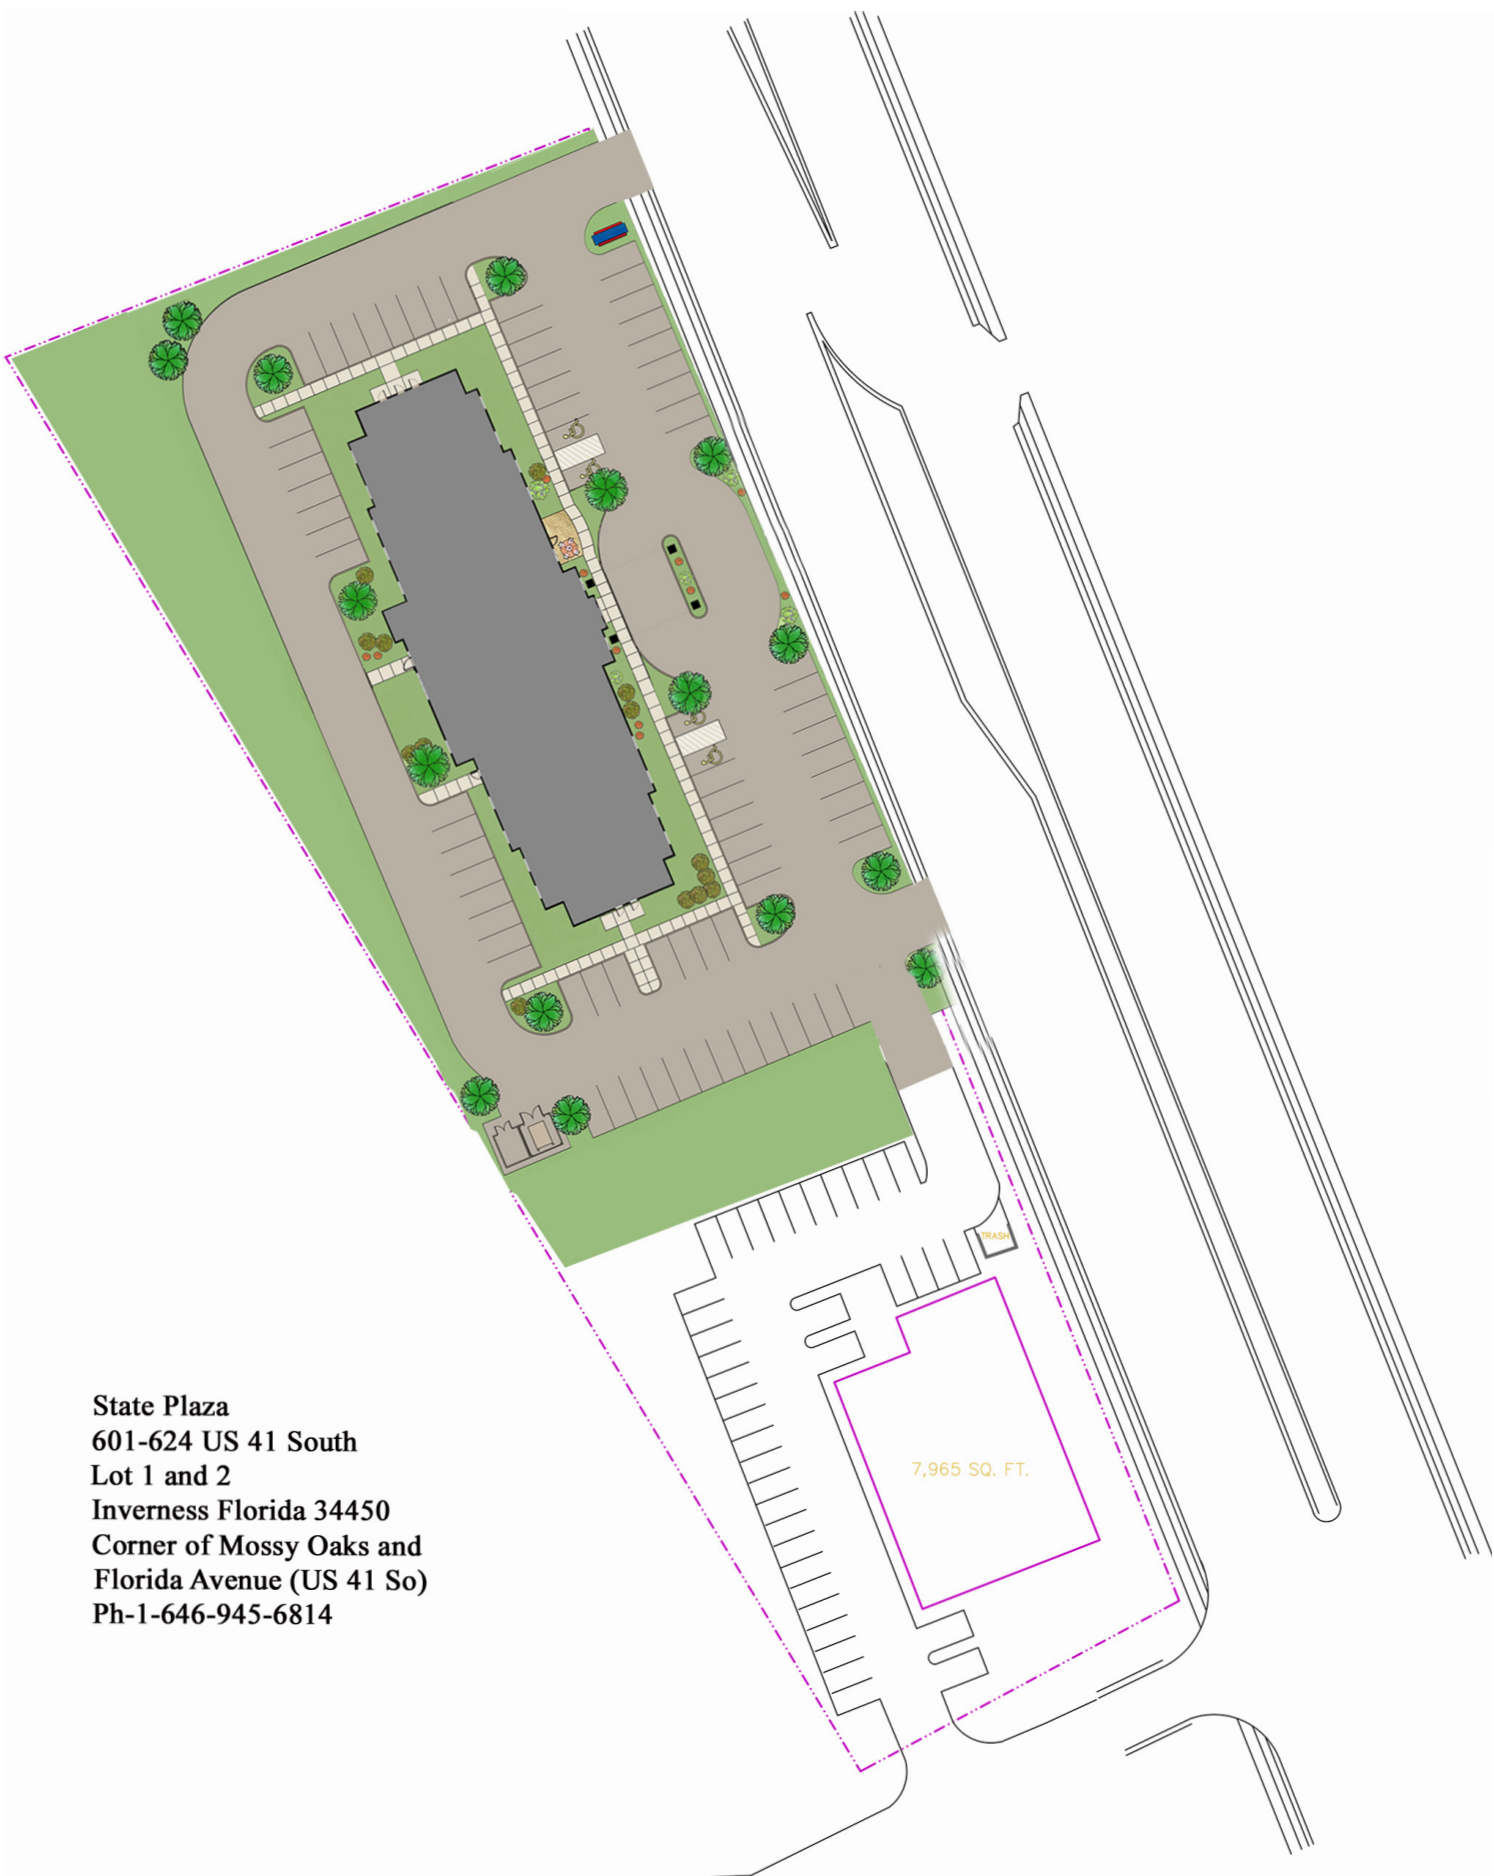 TRASH
7,965 SQ. FT.
State Plaza
601-624 US 41 South
Lot 1 and 2
Inverness Florida 34450
Corner of Mossy Oaks and
Florida Avenue (US 41 So)
Ph-1-646-945-6814